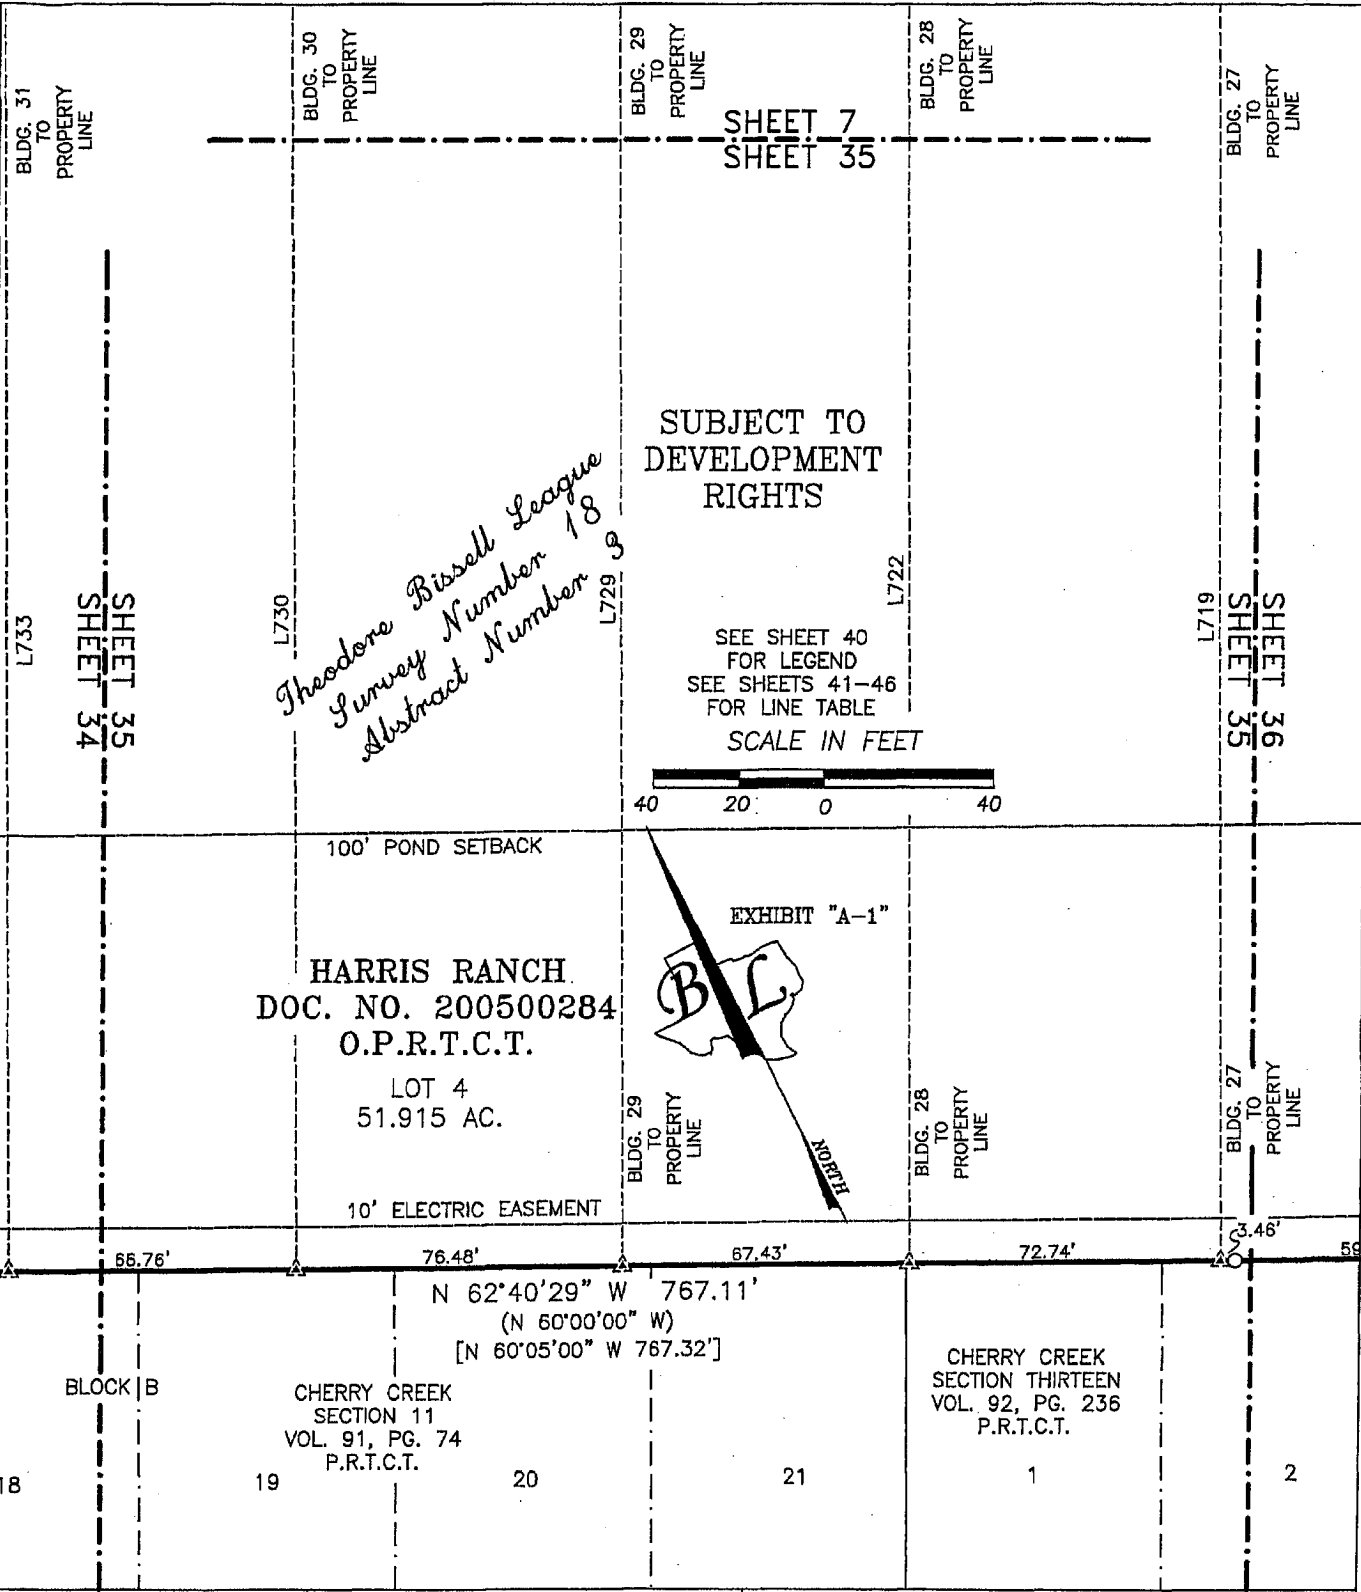 BLDG. 31
TO
PROPERTY
LINE
BLDG. 30
TO
PROPERTY
LINE
BLDG. 29
TO
PROPERTY
LINE
BLDG. 28
TO
PROPERTY
LINE
BLDG. 27
TO
PROPERTY
LINE
SHEET 7
SHEET 35
SUBJECT TO
DEVELOPMENT
RIGHTS
Theodore Bissell League
Survey Number 18
Abstract Number 3
L733
SHEET 35
SHEET 34
L730
L729
L722
L719
SHEET 36
SHEET 35
SEE SHEET 40
FOR LEGEND
SEE SHEETS 41-46
FOR LINE TABLE
SCALE IN FEET
40 20 0 40
100' POND SETBACK
EXHIBIT "A-1"
B L
NORTH
HARRIS RANCH
DOC. NO. 200500284
O.P.R.T.C.T.
LOT 4
51.915 AC.
BLDG. 29
TO
PROPERTY
LINE
BLDG. 28
TO
PROPERTY
LINE
BLDG. 27
TO
PROPERTY
LINE
10' ELECTRIC EASEMENT
76.48'
67.43'
72.74'
3.46'
59
N 62°40'29" W 767.11'
(N 60°00'00" W)
[N 60°05'00" W 767.32']
BLOCK B
CHERRY CREEK
SECTION 11
VOL. 91, PG. 74
P.R.T.C.T.
CHERRY CREEK
SECTION THIRTEEN
VOL. 92, PG. 236
P.R.T.C.T.
18
19
20
21
1
2